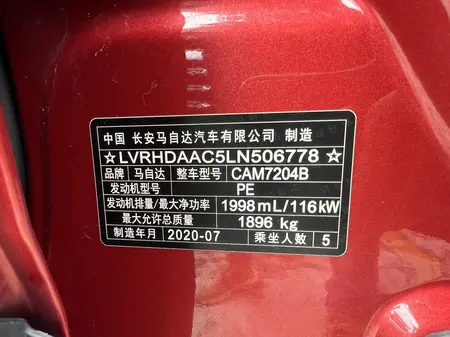 中国 长安马自达汽车有限公司 制造
☆LVRHDAAC5LN506778☆
品牌 马自达 整车型号 CAM7204B
发动机型号 PE
发动机排量/最大净功率 1998mL/116kW
最大允许总质量 1896 kg
制造年月 2020-07 乘坐人数 5